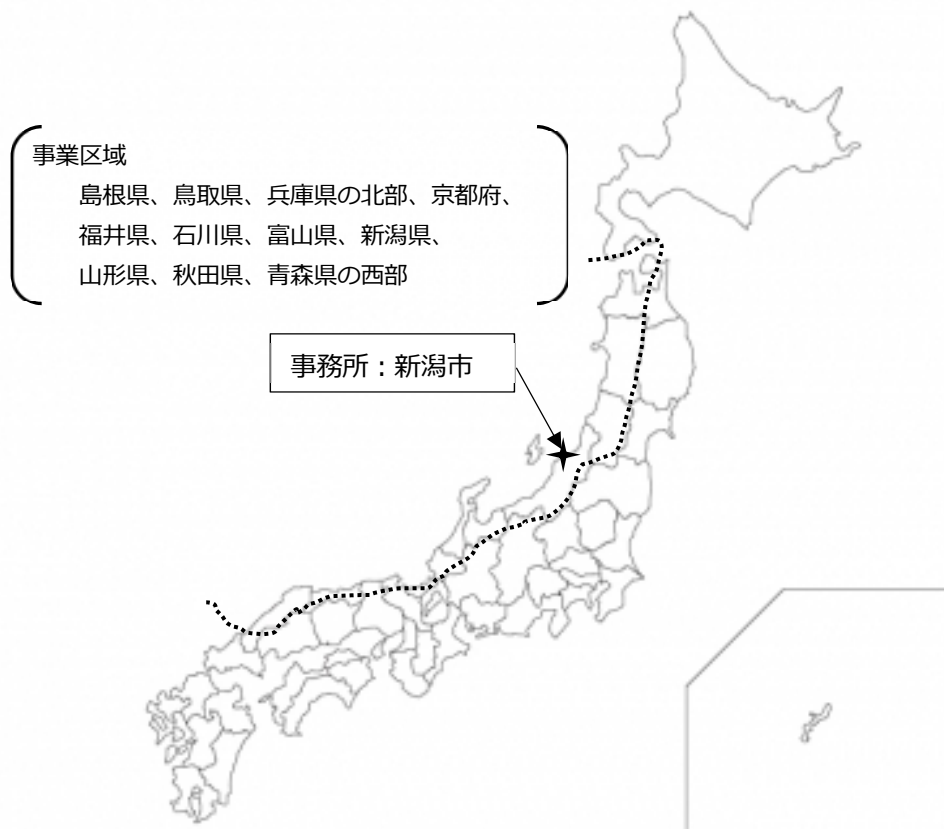 事業区域
島根県、鳥取県、兵庫県の北部、京都府、
福井県、石川県、富山県、新潟県、
山形県、秋田県、青森県の西部
事務所：新潟市